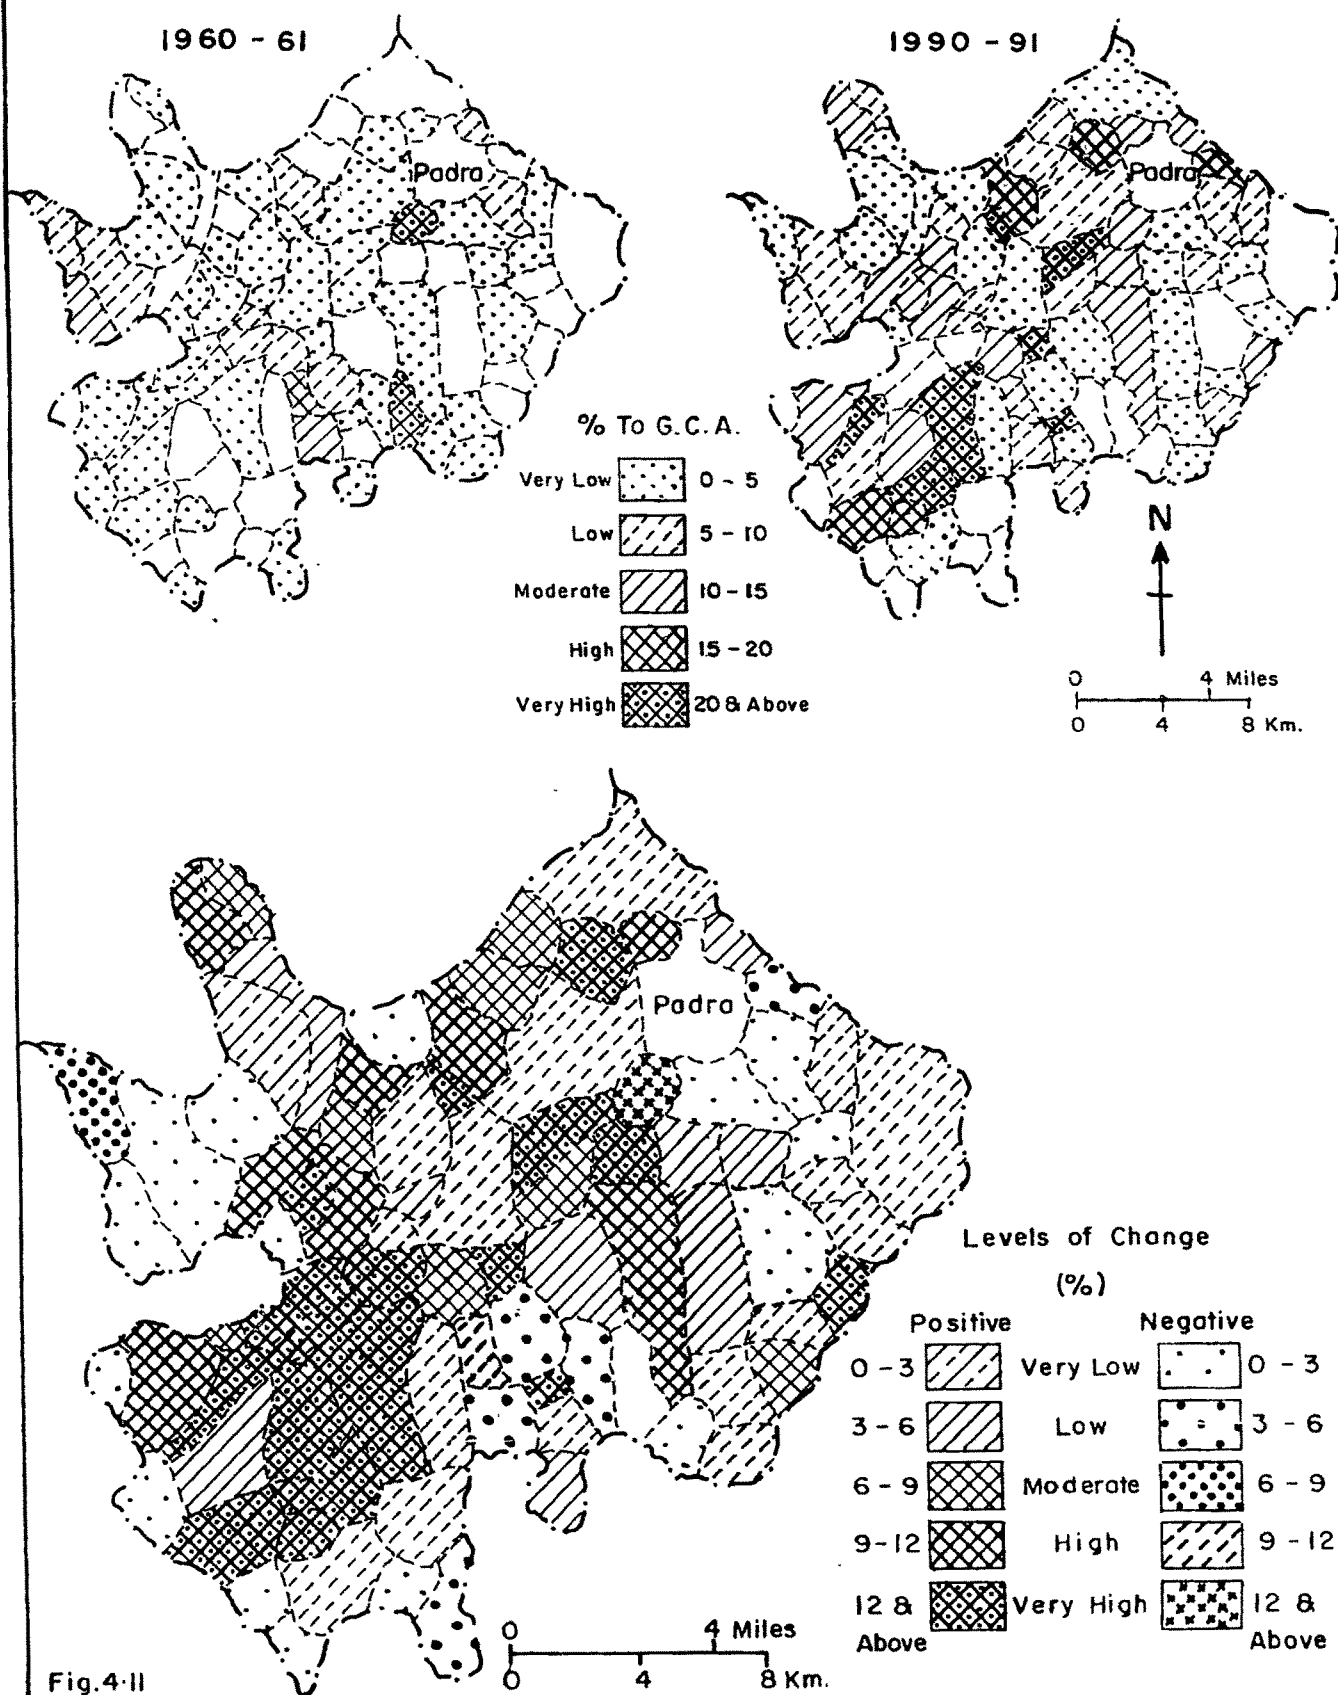 1960 - 61
1990 - 91
Padra
Padra
% To G.C.A.
Very Low 0 - 5
Low 5 - 10
Moderate 10 - 15
High 15 - 20
Very High 20 & Above
N
0 4 Miles
0 4 8 Km.
Padra
Levels of Change
(%)
Positive Negative
0 - 3 Very Low 0 - 3
3 - 6 Low 3 - 6
6 - 9 Moderate 6 - 9
9-12 High 9 - 12
12 & Very High 12 &
Above Above
0 4 Miles
0 4 8 Km.
Fig.4·11